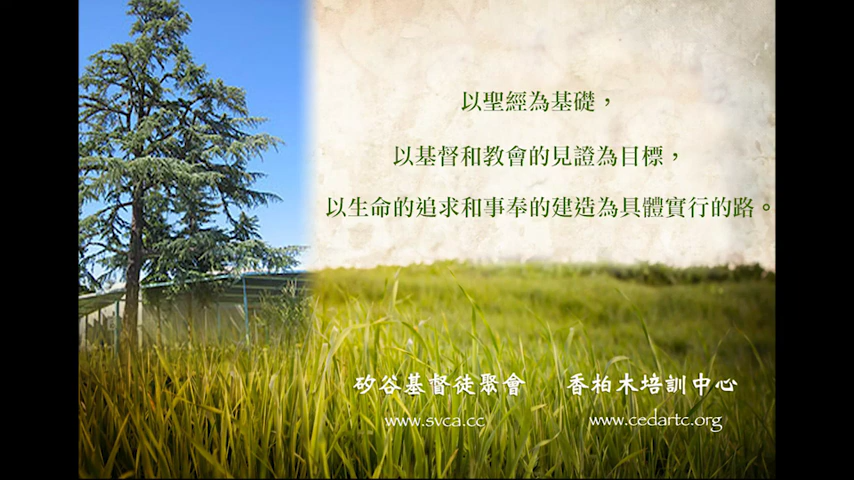 以聖經為基礎，
以基督和教會的見證為目標，
以生命的追求和事奉的建造為具體實行的路。
矽谷基督徒聚會 香柏木培訓中心
www.svca.cc www.cedartc.org